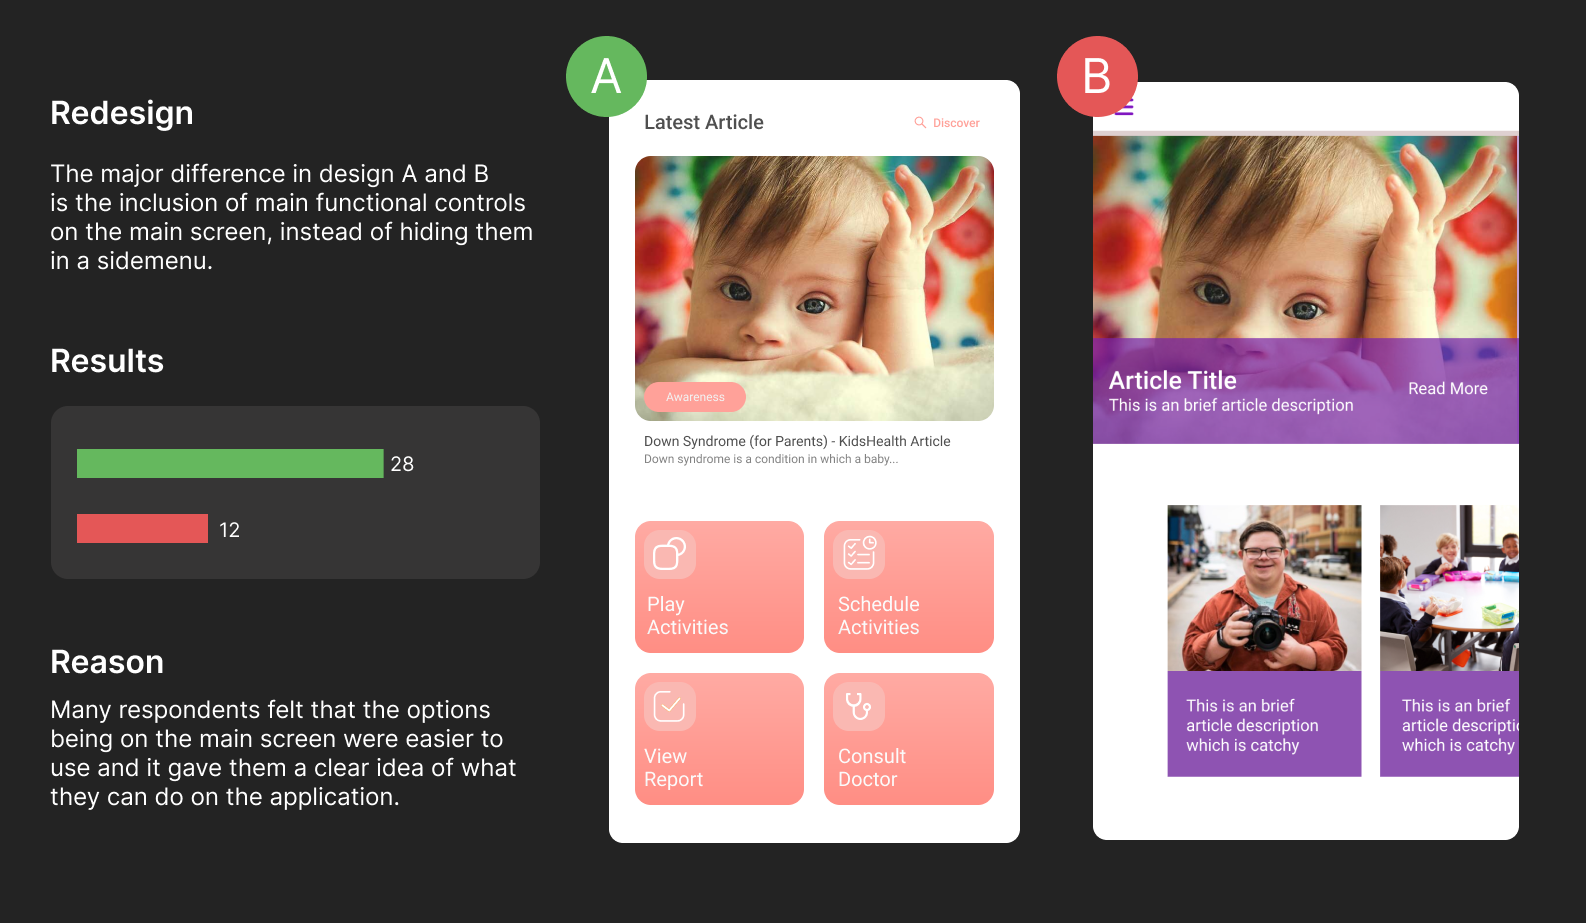 Redesign
The major difference in design A and B
is the inclusion of main functional controls
on the main screen, instead of hiding them
in a sidemenu.
Results
28
12
Reason
Many respondents felt that the options
being on the main screen were easier to
use and it gave them a clear idea of what
they can do on the application.
A
Latest Article
Discover
Awareness
Down Syndrome (for Parents) - KidsHealth Article
Down syndrome is a condition in which a baby...
Play
Activities
Schedule
Activities
View
Report
Consult
Doctor
B
Article Title
This is an brief article description
Read More
This is an brief
article description
which is catchy
This is an brief
article descriptio
which is catchy